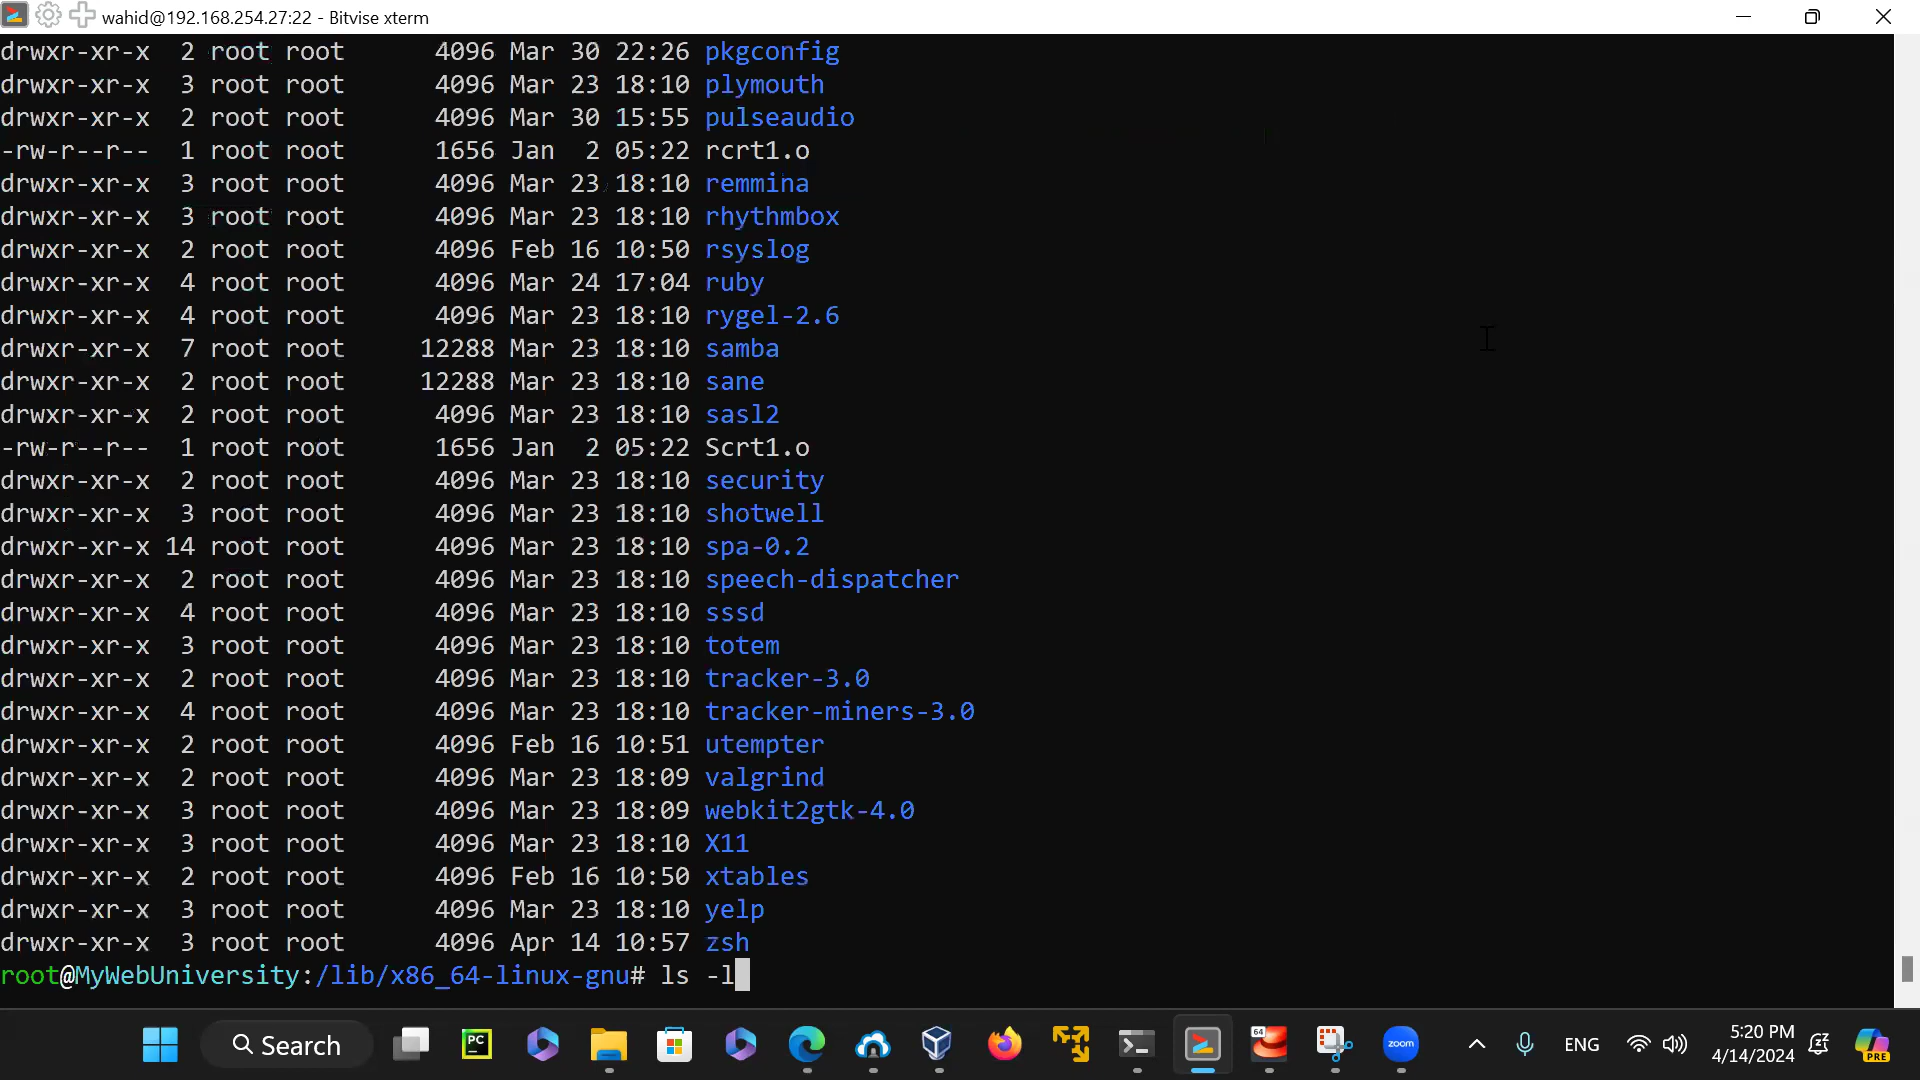 wahid@192.168.254.27:22 - Bitvise xterm
drwxr-xr-x  2 root root      4096 Mar 30 22:26 pkgconfig
drwxr-xr-x  3 root root      4096 Mar 23 18:10 plymouth
drwxr-xr-x  2 root root      4096 Mar 30 15:55 pulseaudio
-rw-r--r--  1 root root      1656 Jan  2 05:22 rcrt1.o
drwxr-xr-x  3 root root      4096 Mar 23 18:10 remmina
drwxr-xr-x  3 root root      4096 Mar 23 18:10 rhythmbox
drwxr-xr-x  2 root root      4096 Feb 16 10:50 rsyslog
drwxr-xr-x  4 root root      4096 Mar 24 17:04 ruby
drwxr-xr-x  4 root root      4096 Mar 23 18:10 rygel-2.6
drwxr-xr-x  7 root root     12288 Mar 23 18:10 samba
drwxr-xr-x  2 root root     12288 Mar 23 18:10 sane
drwxr-xr-x  2 root root      4096 Mar 23 18:10 sasl2
-rw-r--r--  1 root root      1656 Jan  2 05:22 Scrt1.o
drwxr-xr-x  2 root root      4096 Mar 23 18:10 security
drwxr-xr-x  3 root root      4096 Mar 23 18:10 shotwell
drwxr-xr-x 14 root root      4096 Mar 23 18:10 spa-0.2
drwxr-xr-x  2 root root      4096 Mar 23 18:10 speech-dispatcher
drwxr-xr-x  4 root root      4096 Mar 23 18:10 sssd
drwxr-xr-x  3 root root      4096 Mar 23 18:10 totem
drwxr-xr-x  2 root root      4096 Mar 23 18:10 tracker-3.0
drwxr-xr-x  4 root root      4096 Mar 23 18:10 tracker-miners-3.0
drwxr-xr-x  2 root root      4096 Feb 16 10:51 utempter
drwxr-xr-x  2 root root      4096 Mar 23 18:09 valgrind
drwxr-xr-x  3 root root      4096 Mar 23 18:09 webkit2gtk-4.0
drwxr-xr-x  3 root root      4096 Mar 23 18:10 X11
drwxr-xr-x  2 root root      4096 Feb 16 10:50 xtables
drwxr-xr-x  3 root root      4096 Mar 23 18:10 yelp
drwxr-xr-x  3 root root      4096 Apr 14 10:57 zsh
root@MyWebUniversity:/lib/x86_64-linux-gnu# ls -l
Search
PC
64
zoom
ENG
5:20 PM
4/14/2024
PRE